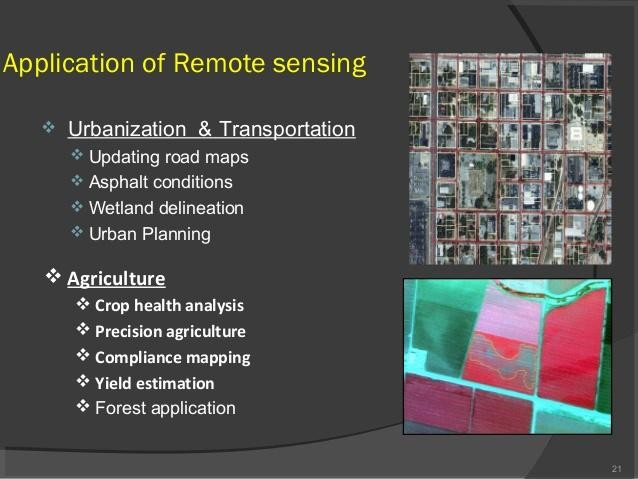 Application of Remote sensing
❖ Urbanization & Transportation
❖ Updating road maps
❖ Asphalt conditions
❖ Wetland delineation
❖ Urban Planning
❖ Agriculture
❖ Crop health analysis
❖ Precision agriculture
❖ Compliance mapping
❖ Yield estimation
❖ Forest application
B
21